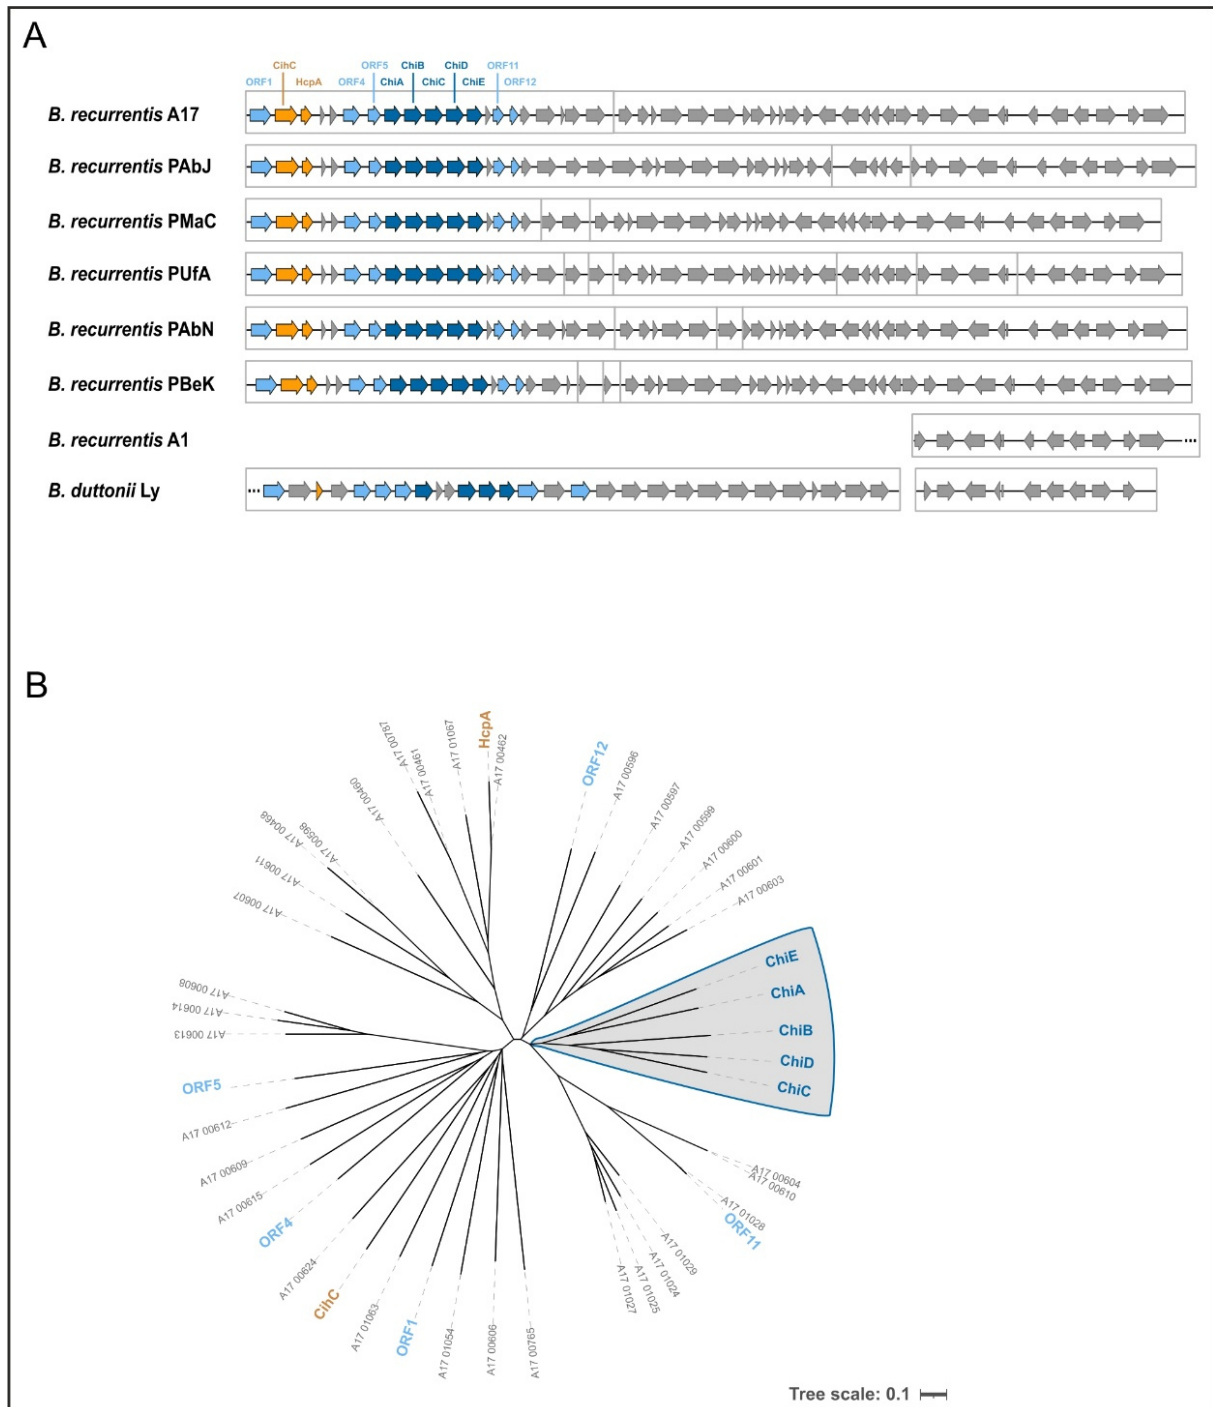 A
CihC ChiB ChiD
ORF5 ORF11
ORF1 HcpA ORF4 ChiA ChiC ChiE ORF12
B. recurrentis A17
B. recurrentis PAbJ
B. recurrentis PMaC
B. recurrentis PUfA
B. recurrentis PAbN
B. recurrentis PBeK
B. recurrentis A1
...
B. duttonii Ly
...
B
HcpA
A17 00462
ORF12
A17 00596
A17 00597
A17 00599
A17 00600
A17 00601
A17 00603
ChiE
ChiA
ChiB
ChiD
ChiC
A17 00604
A17 00610
A17 01028
ORF11
A17 01029
A17 01024
A17 01025
A17 01027
A17 00765
A17 00606
A17 01054
ORF1
A17 01063
CihC
A17 00624
ORF4
A17 00615
A17 00609
A17 00612
ORF5
A17 00613
A17 00614
A17 00608
A17 00607
A17 00611
A17 00468
A17 00598
A17 00460
A17 00787
A17 00461
A17 01067
Tree scale: 0.1